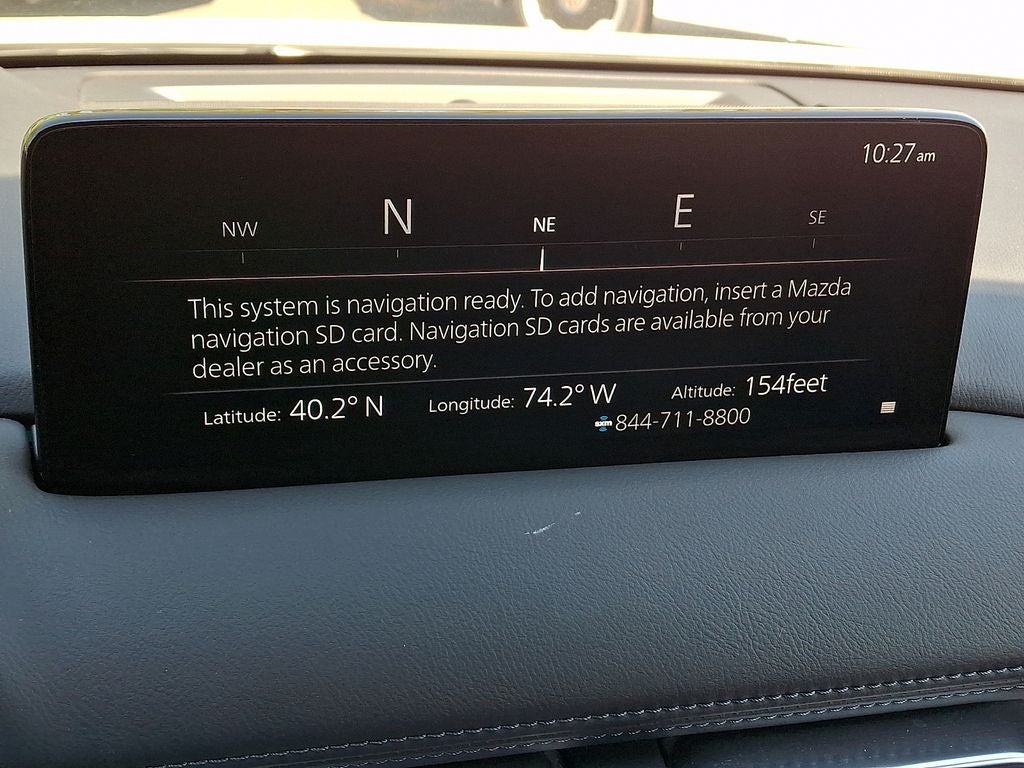 10:27 am
NW N NE E SE
This system is navigation ready. To add navigation, insert a Mazda
navigation SD card. Navigation SD cards are available from your
dealer as an accessory.
Latitude: 40.2° N Longitude: 74.2° W Altitude: 154feet
sxm 844-711-8800